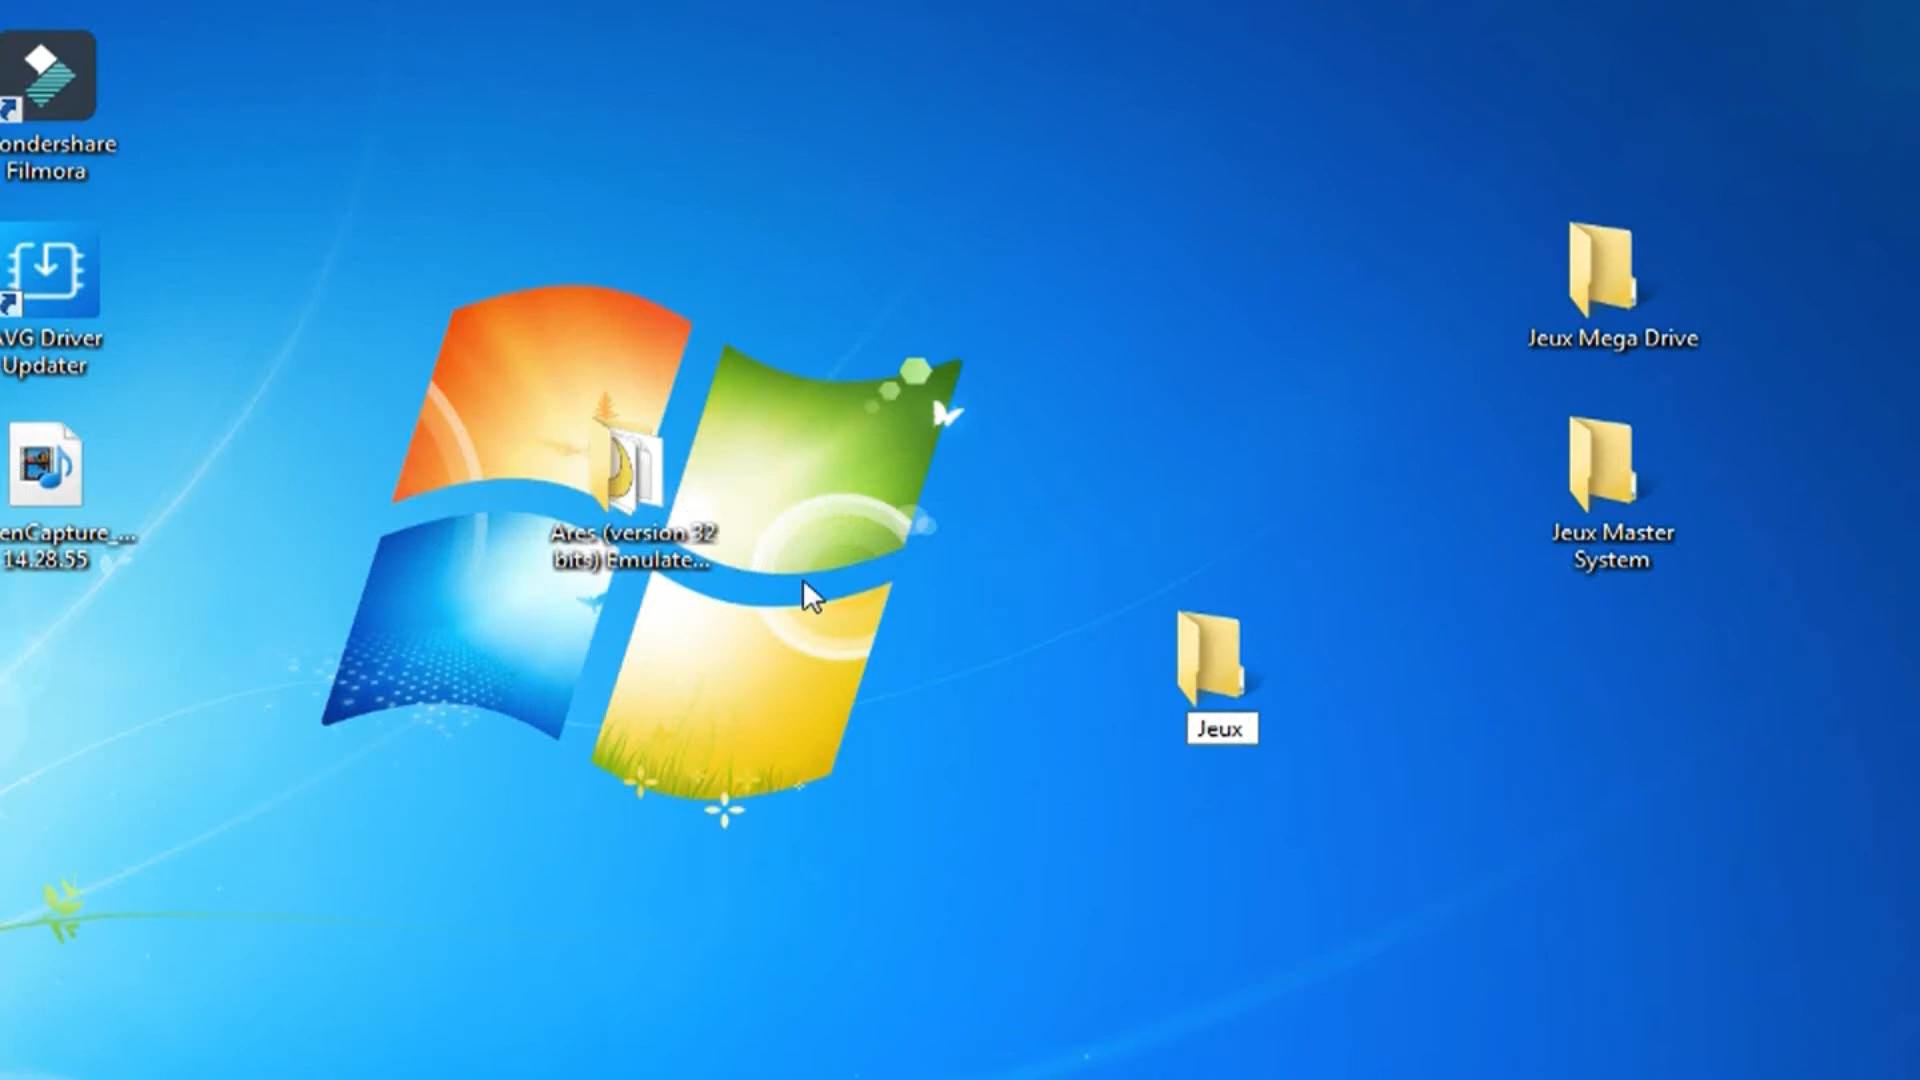 ondershare
Filmora
AVG Driver
Updater
enCapture_...
14.28.55
Ares (version 32
bits) Emulate...
Jeux Mega Drive
Jeux Master
System
Jeux